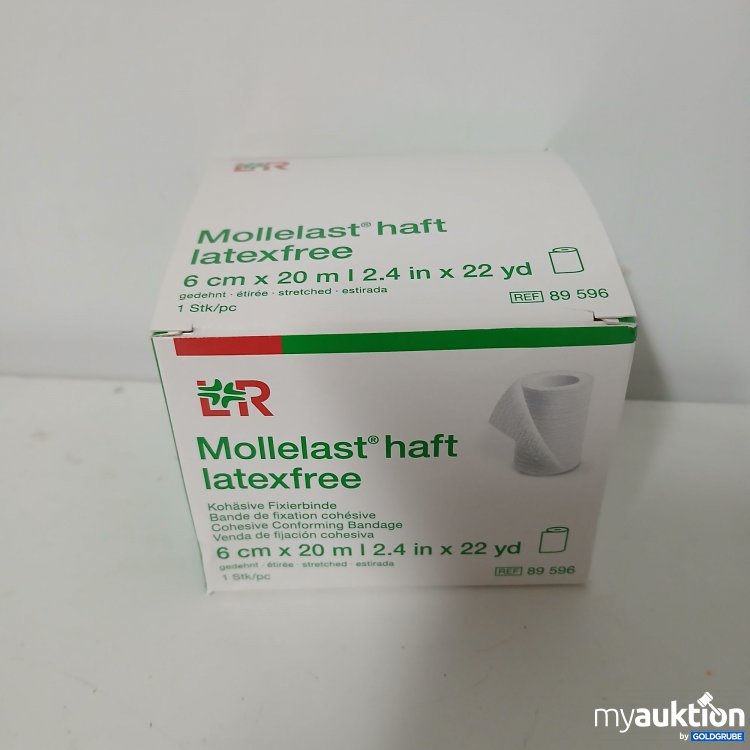 L&R
Mollelast® haft
latexfree
6 cm x 20 m | 2.4 in x 22 yd
gedehnt · étirée · stretched · estirada
1 Stk/pc
REF 89 596
L&R
Mollelast® haft
latexfree
Kohäsive Fixierbinde
Bande de fixation cohésive
Cohesive Conforming Bandage
Venda de fijación cohesiva
6 cm x 20 m | 2.4 in x 22 yd
gedehnt · étirée · stretched · estirada
1 Stk/pc
REF 89 596
myauktion
by GOLDGRUBE